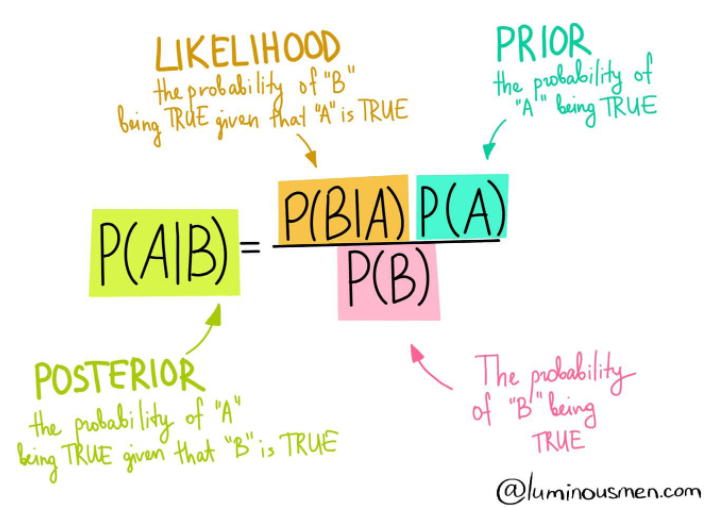 LIKELIHOOD
the probability of "B"
being TRUE given that "A" is TRUE
PRIOR
the probability of
"A" being TRUE
P(A|B) = P(B|A) P(A)
P(B)
POSTERIOR
the probability of "A"
being TRUE given that "B" is TRUE
The probability
of "B" being
TRUE
@luminousmen.com